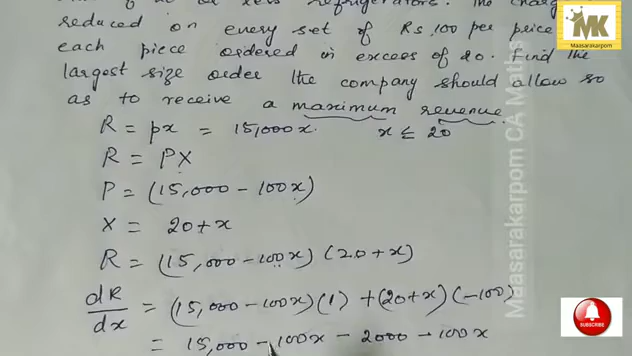 refrigerators. The
reduced on every set of Rs.100 per
each piece ordered in excess of 20. Find the
largest size order the company should allow so
as to receive a maximum revenue
R = px = 15,000x. x ≤ 20
R = PX
P = (15,000 - 100x)
X = 20+x
R = (15,000 - 100x) (20+x)
dR/dx = (15,000 - 100x)(1) + (20+x)(-100)
= 15,000 - 100x - 2000 - 100x
MK
Maasarakarpom
Maasarakarpom CA Maths